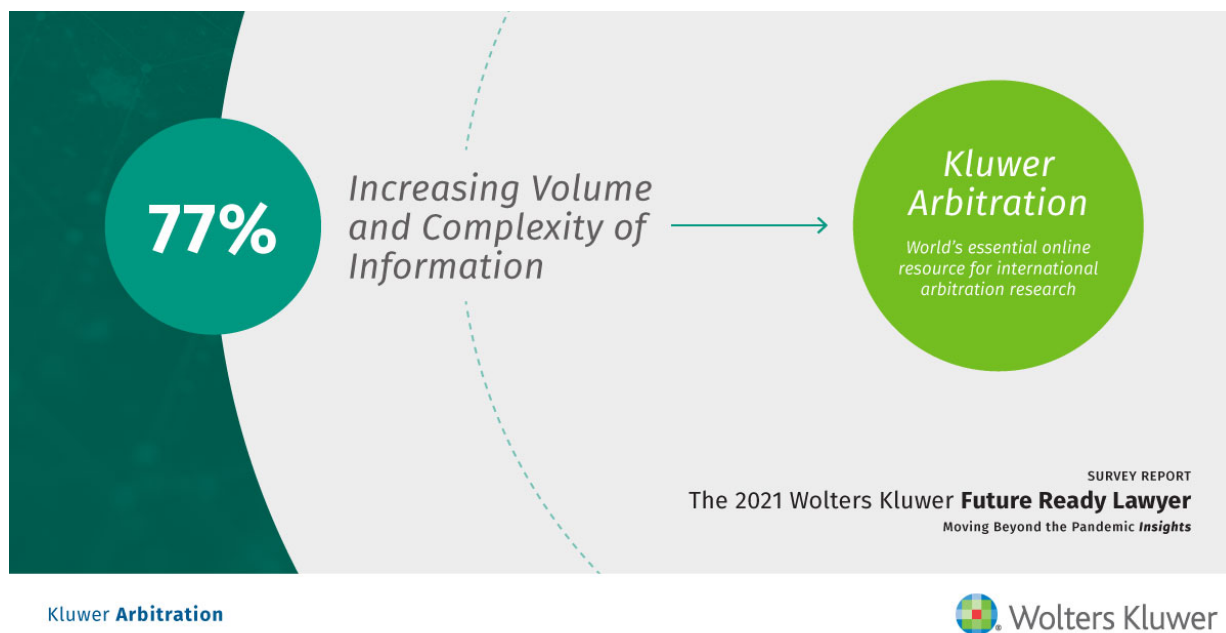 77%
Increasing Volume
and Complexity of
Information
Kluwer
Arbitration
World's essential online
resource for international
arbitration research
SURVEY REPORT
The 2021 Wolters Kluwer Future Ready Lawyer
Moving Beyond the Pandemic Insights
Kluwer Arbitration
Wolters Kluwer